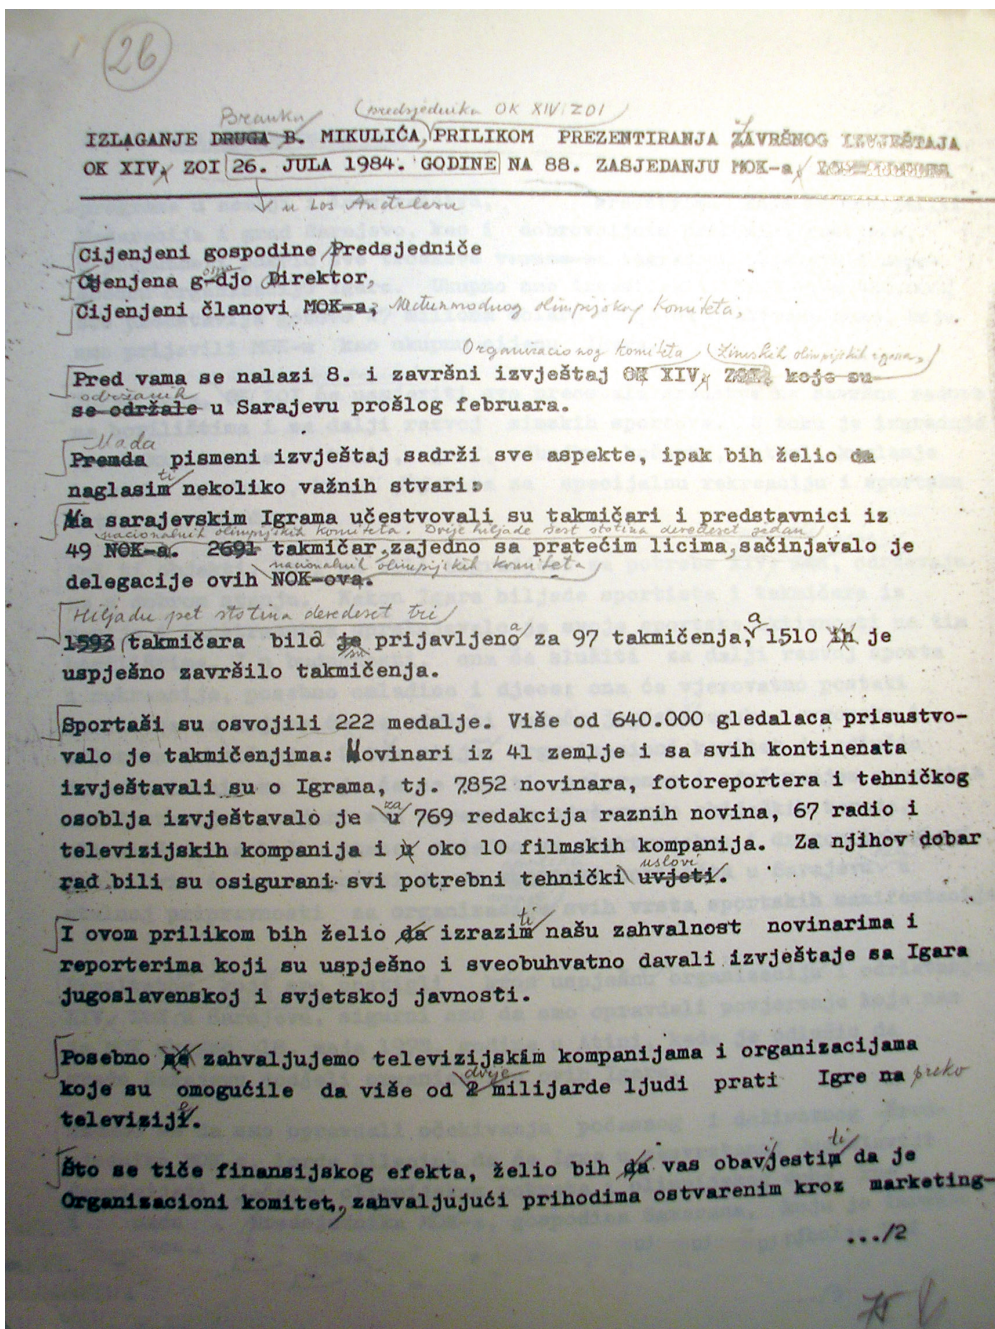 26
Branka (predsjednika OK XIV ZOI)
IZLAGANJE DRUGA B. MIKULIĆA, PRILIKOM PREZENTIRANJA ZAVRŠNOG IZVJEŠTAJA
OK XIV ZOI 26. JULA 1984. GODINE NA 88. ZASJEDANJU MOK-a,
u Los Anđelesu
Cijenjeni gospodine Predsjedniče
Cijenjena g-djo Direktor,
Cijenjeni članovi MOK-a, Međunarodnog olimpijskog Komiteta,
Organizacionog Komiteta (Zimskih olimpijskih igara,)
Pred vama se nalazi 8. i završni izvještaj OK XIV, ZOI koje su
održanih
se održale u Sarajevu prošlog februara.
Mada
Premda pismeni izvještaj sadrži sve aspekte, ipak bih želio da
ti
naglasim nekoliko važnih stvari:
Na sarajevskim Igrama učestvovali su takmičari i predstavnici iz
nacionalnih olimpijskih komiteta. Dvije hiljade šest stotina devedeset jedan
49 NOK-a. 2691 takmičar, zajedno sa pratećim licima, sačinjavalo je
nacionalnih olimpijskih komiteta
delegacije ovih NOK-ova.
Hiljadu pet stotina devedeset tri
1593 takmičara bila je prijavljeno za 97 takmičenja, a 1510 ih je
uspješno završilo takmičenja.
Sportaši su osvojili 222 medalje. Više od 640.000 gledalaca prisustvo-
valo je takmičenjima: Novinari iz 41 zemlje i sa svih kontinenata
izvještavali su o Igrama, tj. 7852 novinara, fotoreportera i tehničkog
za
osoblja izvještavalo je u 769 redakcija raznih novina, 67 radio i
televizijskih kompanija i u oko 10 filmskih kompanija. Za njihov dobar
uslovi
rad bili su osigurani svi potrebni tehnički uvjeti.
ti
I ovom prilikom bih želio da izrazim našu zahvalnost novinarima i
reporterima koji su uspješno i sveobuhvatno davali izvještaje sa Igara
jugoslavenskoj i svjetskoj javnosti.
Posebno se zahvaljujemo televizijskim kompanijama i organizacijama
dvije
koje su omogućile da više od 2 milijarde ljudi prati Igre na preko
televiziji. e
ti
Što se tiče finansijskog efekta, želio bih da vas obavjestim da je
Organizacioni komitet, zahvaljujući prihodima ostvarenim kroz marketing-
.../2